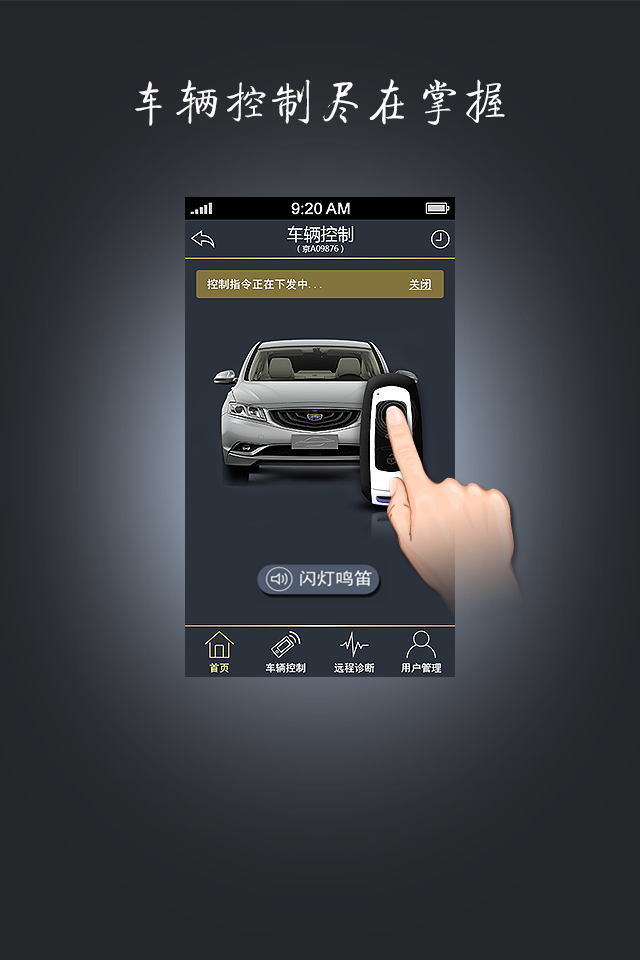 车辆控制尽在掌握
9:20 AM
车辆控制
(京A09876)
控制指令正在下发中... 关闭
闪灯鸣笛
首页 车辆控制 远程诊断 用户管理